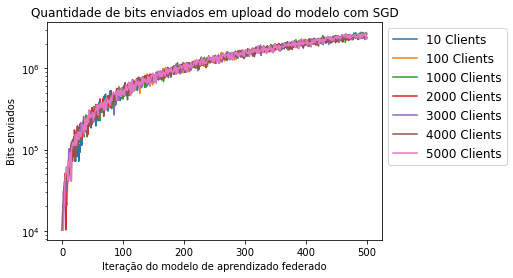 Quantidade de bits enviados em upload do modelo com SGD
Bits enviados
10⁶
10⁵
10⁴
0 100 200 300 400 500
Iteração do modelo de aprendizado federado
10 Clients
100 Clients
1000 Clients
2000 Clients
3000 Clients
4000 Clients
5000 Clients